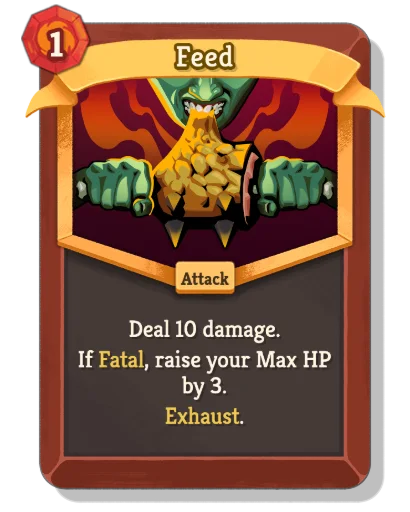 1
Feed
Attack
Deal 10 damage.
If Fatal, raise your Max HP
by 3.
Exhaust.